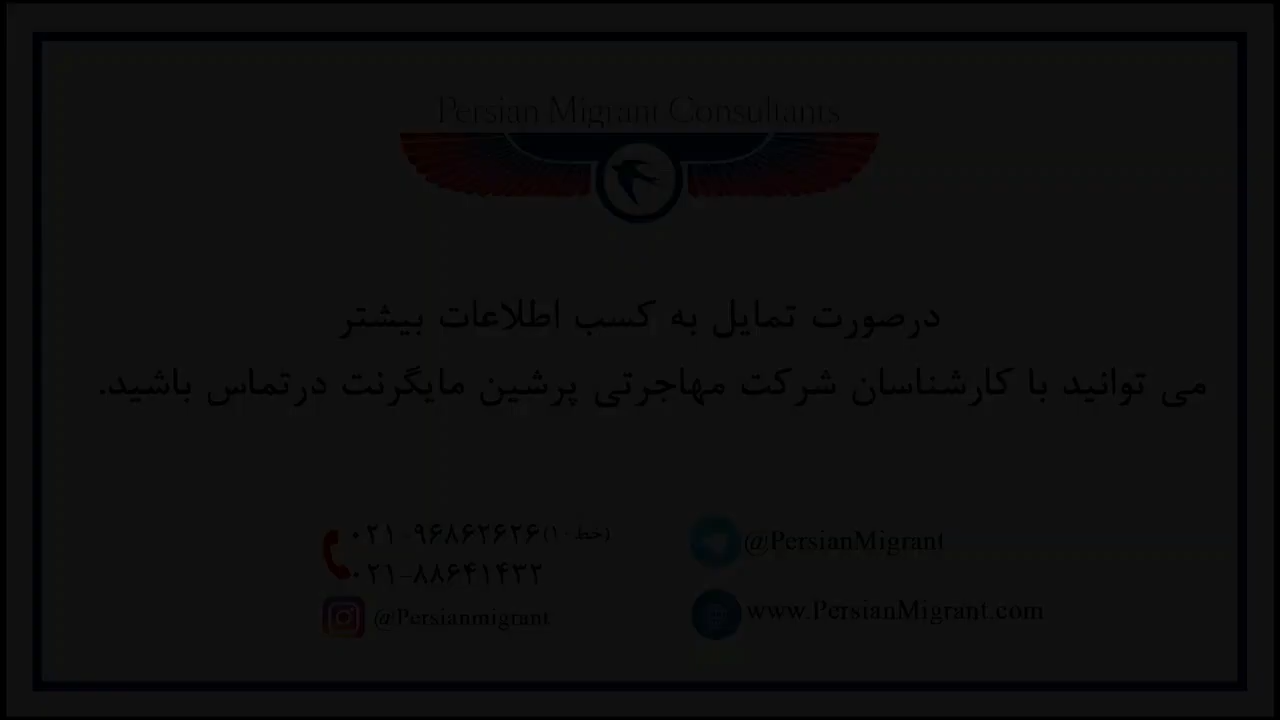 Persian Migrant Consultants
درصورت تمایل به کسب اطلاعات بیشتر
می توانید با کارشناسان شرکت مهاجرتی پرشین مایگرنت درتماس باشید.
۰۲۱-۹۶۸۶۲۶۲۶ (۱۰خط)
۰۲۱-۸۸۶۴۱۴۳۲
@Persianmigrant
@PersianMigrant
www.PersianMigrant.com